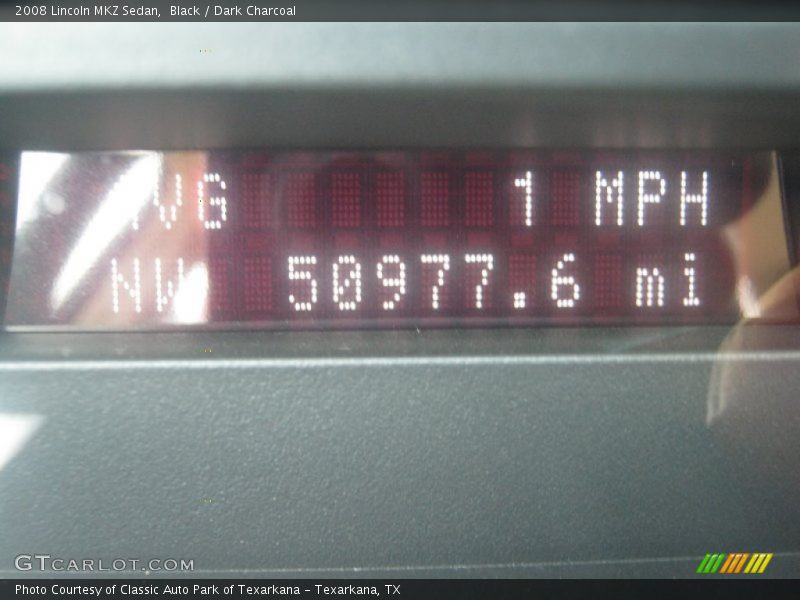 2008 Lincoln MKZ Sedan, Black / Dark Charcoal
AVG 1 MPH
NW 50977.6 mi
GTCARLOT.COM
Photo Courtesy of Classic Auto Park of Texarkana - Texarkana, TX